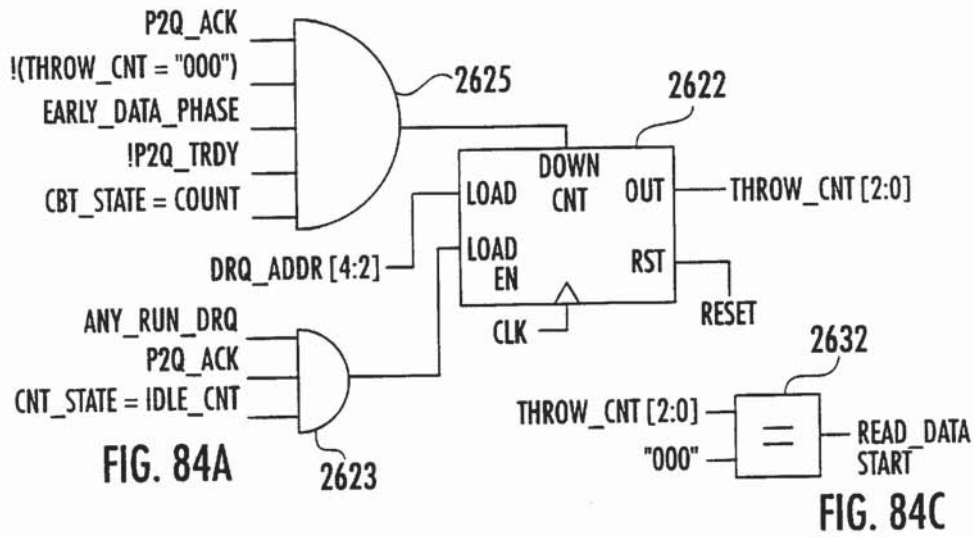 P2Q_ACK
!(THROW_CNT = "000")
EARLY_DATA_PHASE
!P2Q_TRDY
CBT_STATE = COUNT
2625
2622
DOWN
CNT
LOAD
OUT
THROW_CNT [2:0]
DRQ_ADDR [4:2]
LOAD
EN
RST
CLK
RESET
ANY_RUN_DRQ
P2Q_ACK
CNT_STATE = IDLE_CNT
2623
FIG. 84A
2632
THROW_CNT [2:0]
"000"
=
READ_DATA
START
FIG. 84C